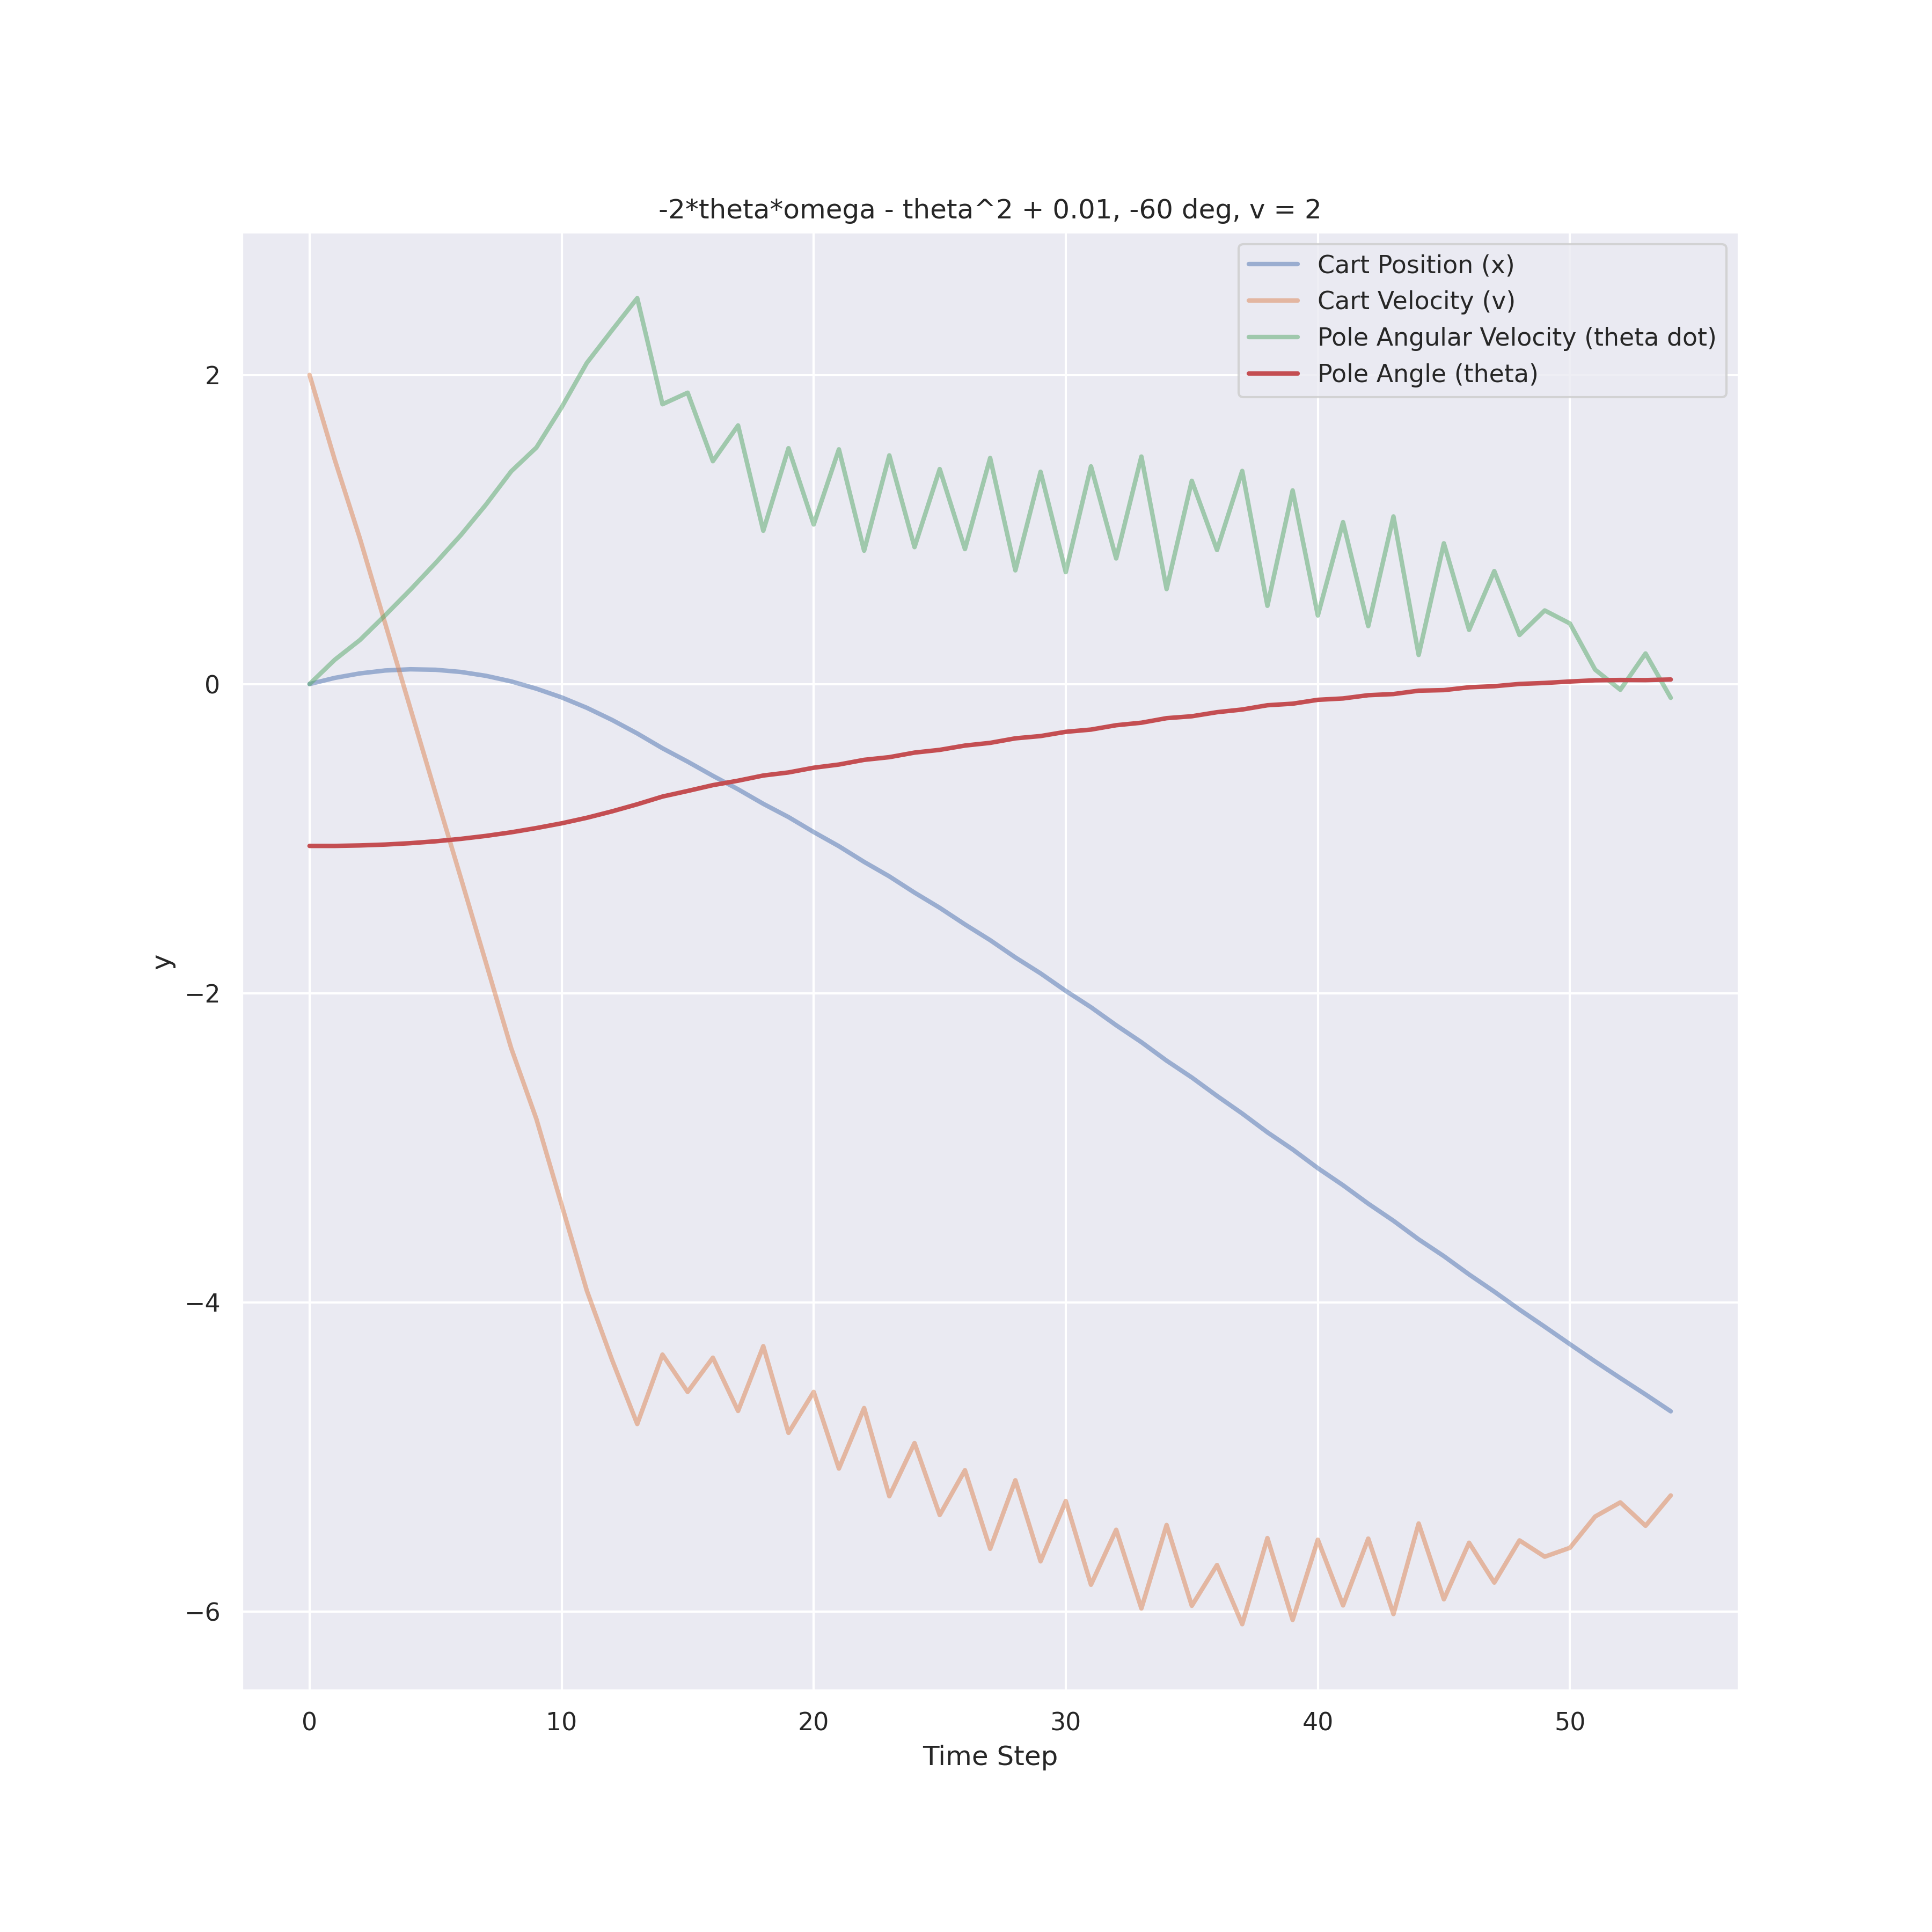 -2*theta*omega - theta^2 + 0.01, -60 deg, v = 2
Cart Position (x)
Cart Velocity (v)
Pole Angular Velocity (theta dot)
Pole Angle (theta)
2
0
−2
−4
−6
y
0 10 20 30 40 50
Time Step